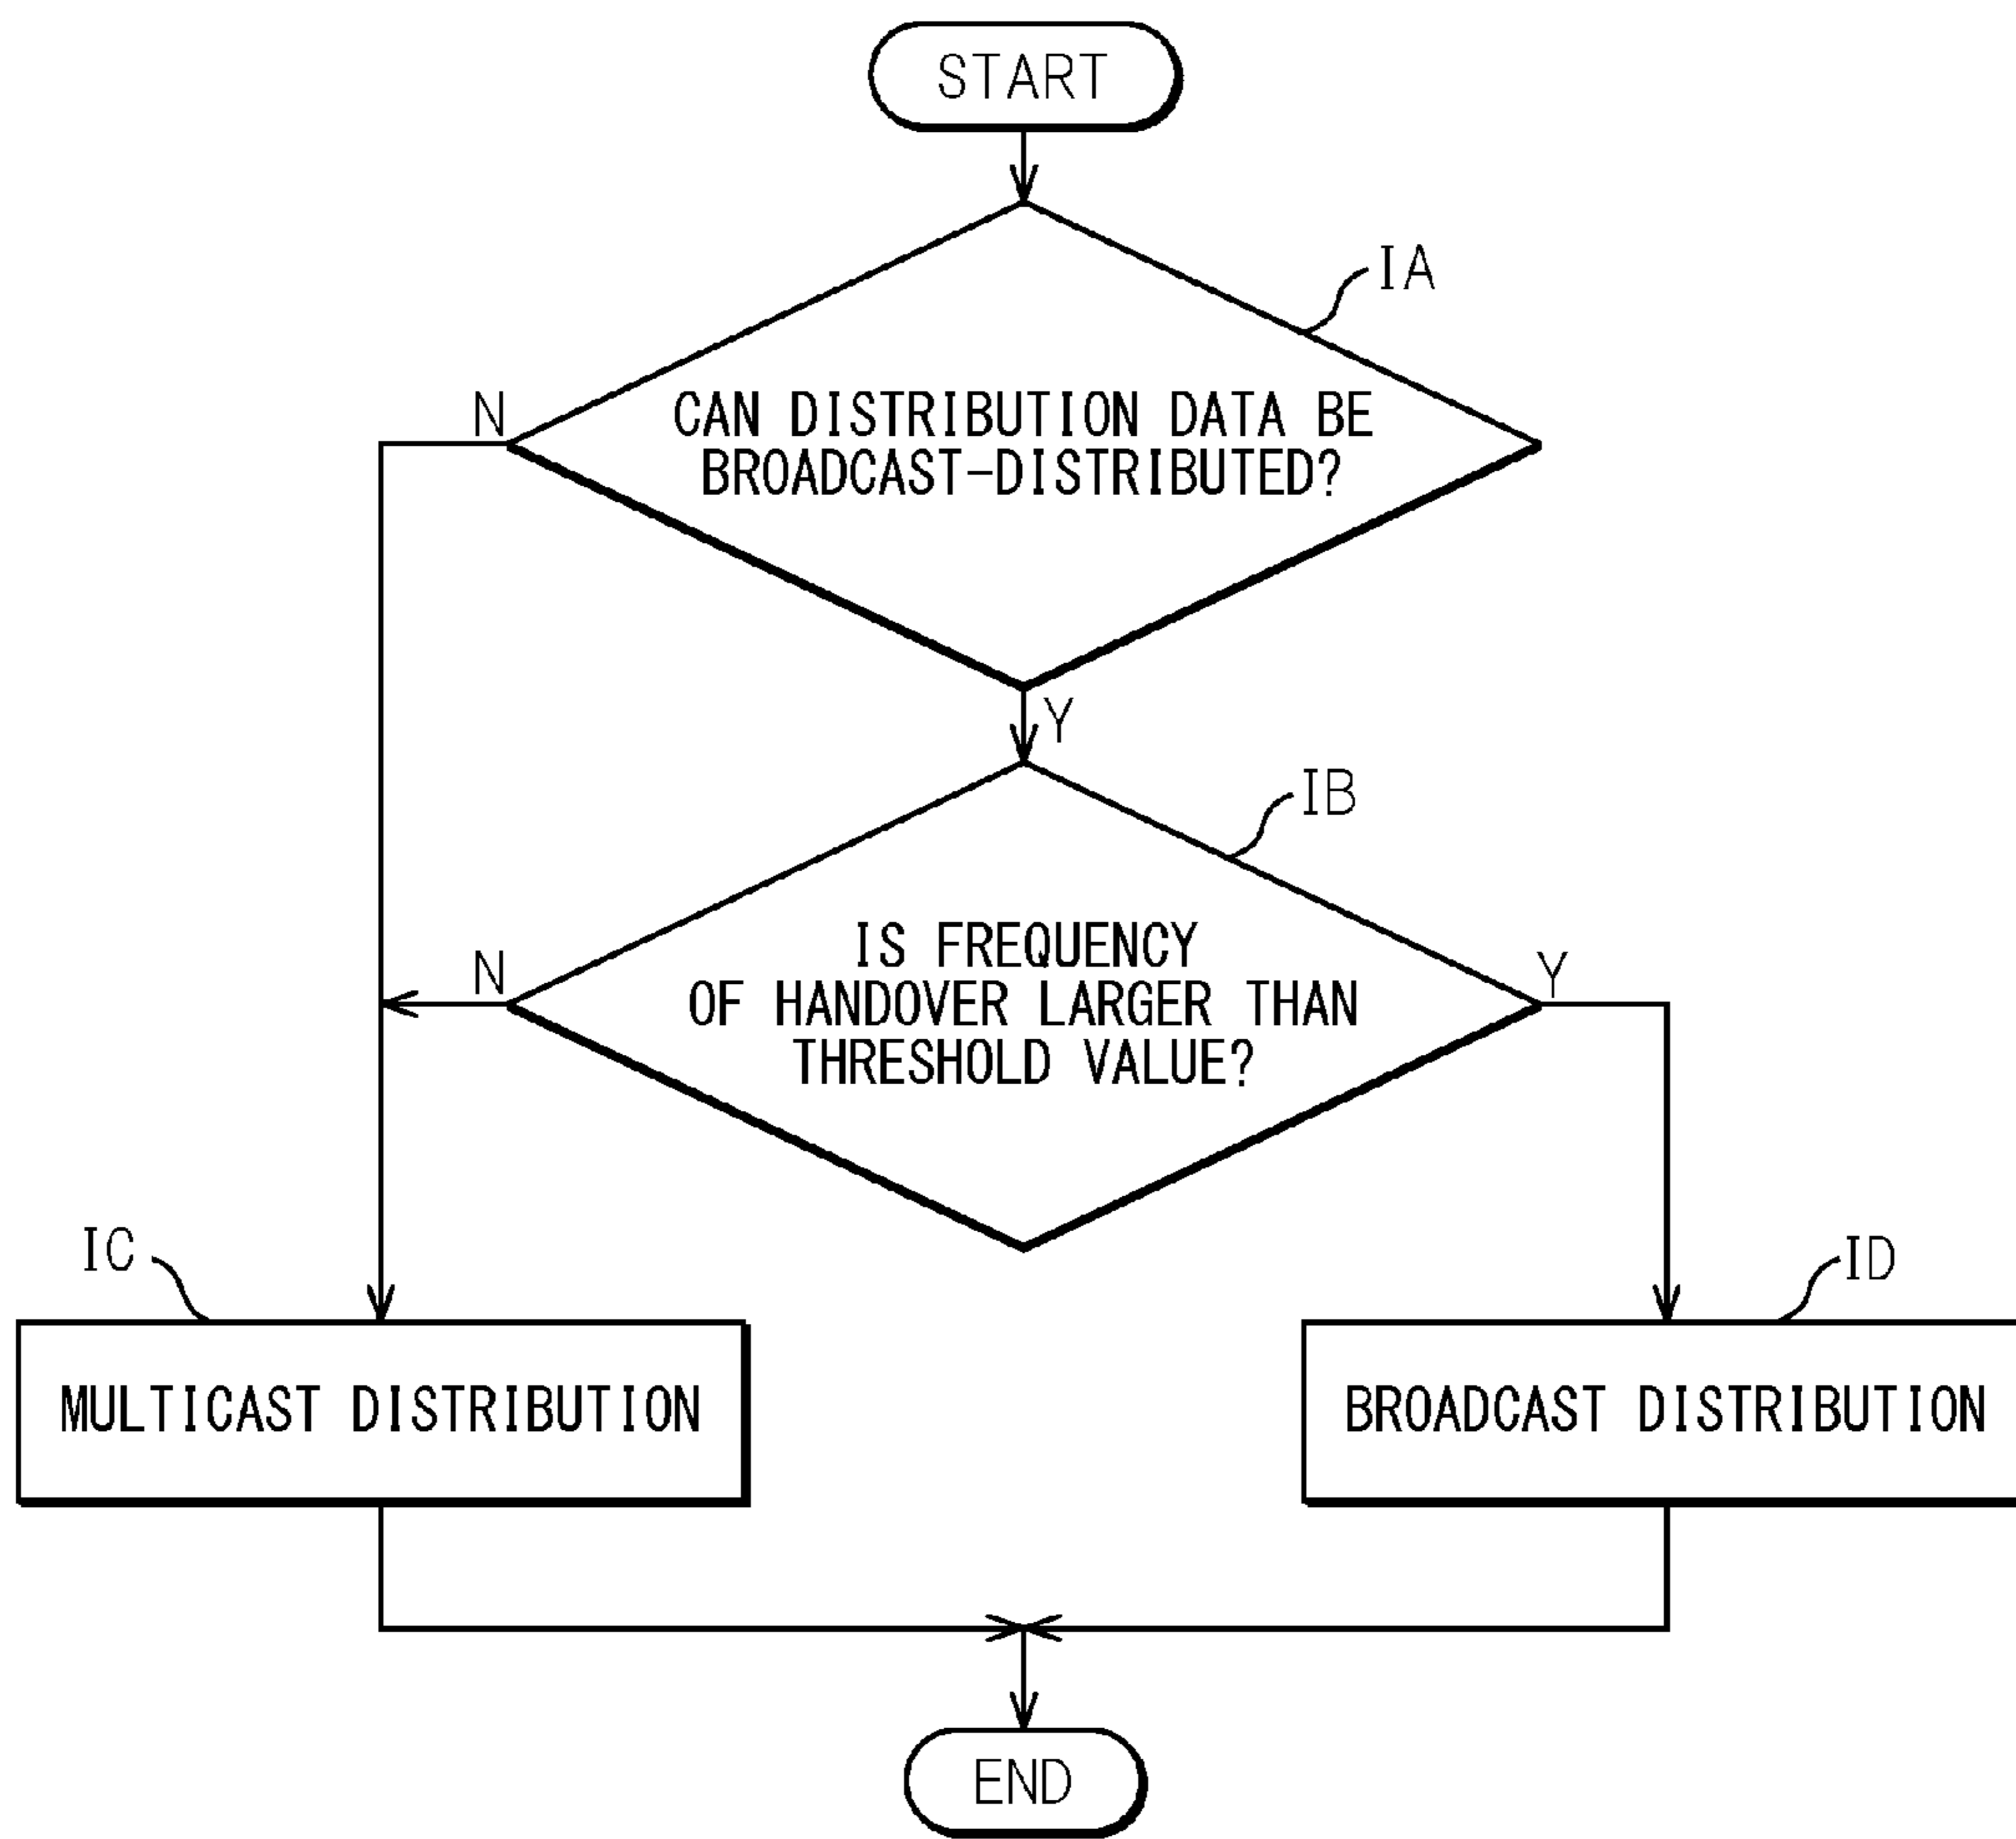 START
IA
N
CAN DISTRIBUTION DATA BE
BROADCAST-DISTRIBUTED?
Y
IB
N
IS FREQUENCY
OF HANDOVER LARGER THAN
THRESHOLD VALUE?
Y
IC
ID
MULTICAST DISTRIBUTION
BROADCAST DISTRIBUTION
END